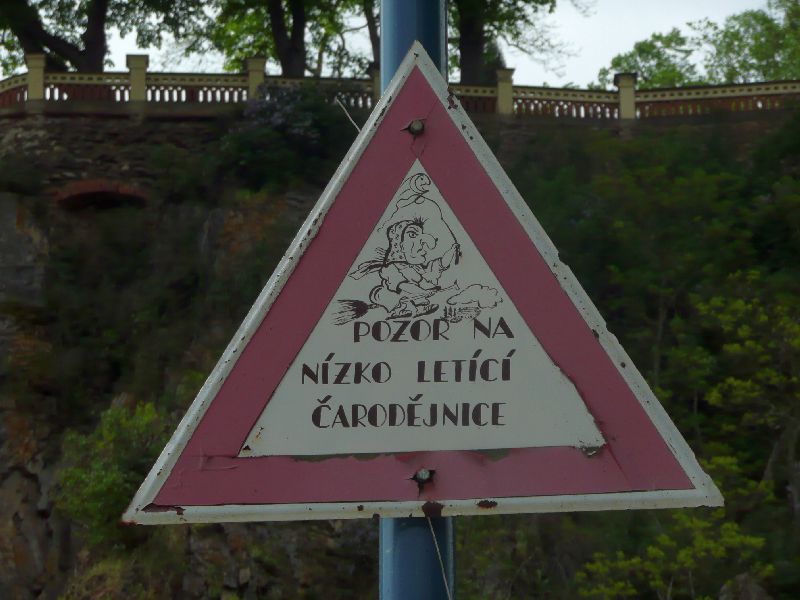 POZOR NA
NÍZKO LETÍCÍ
ČARODĚJNICE